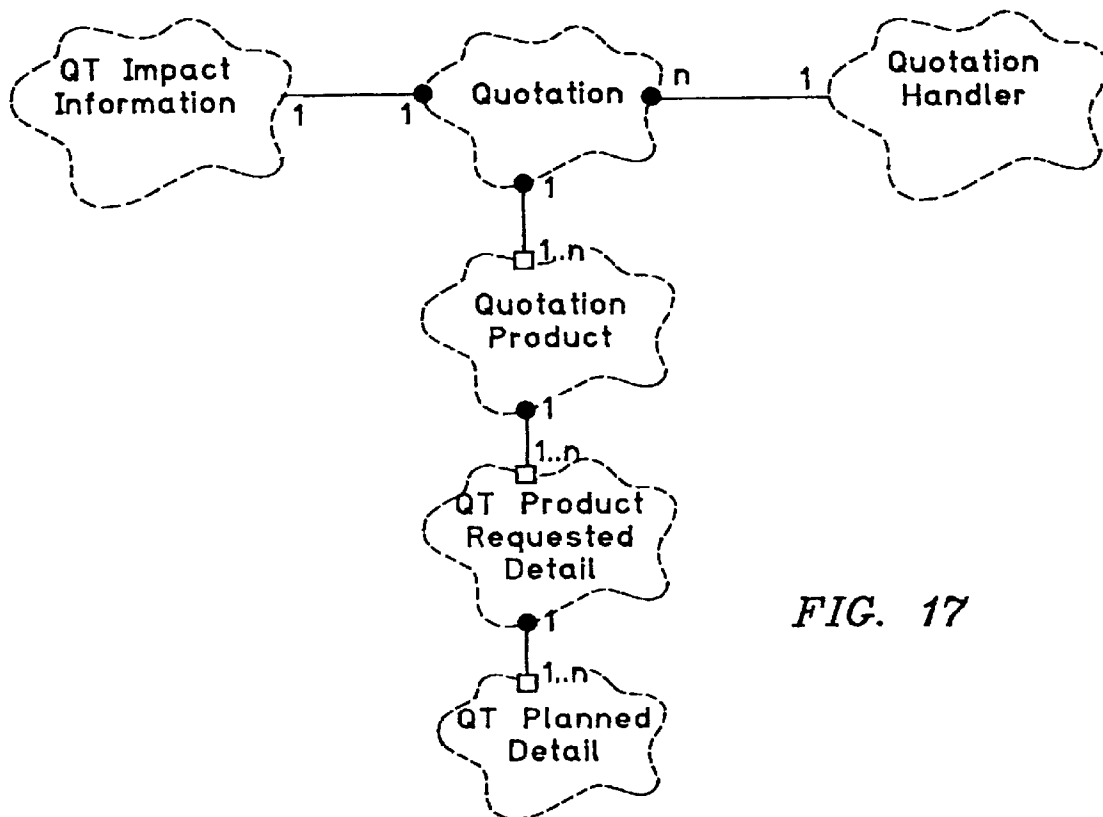 QT Impact
Information
1
1
Quotation
n
1
Quotation
Handler
1
1..n
Quotation
Product
1
1..n
QT Product
Requested
Detail
1
1..n
QT Planned
Detail
FIG. 17